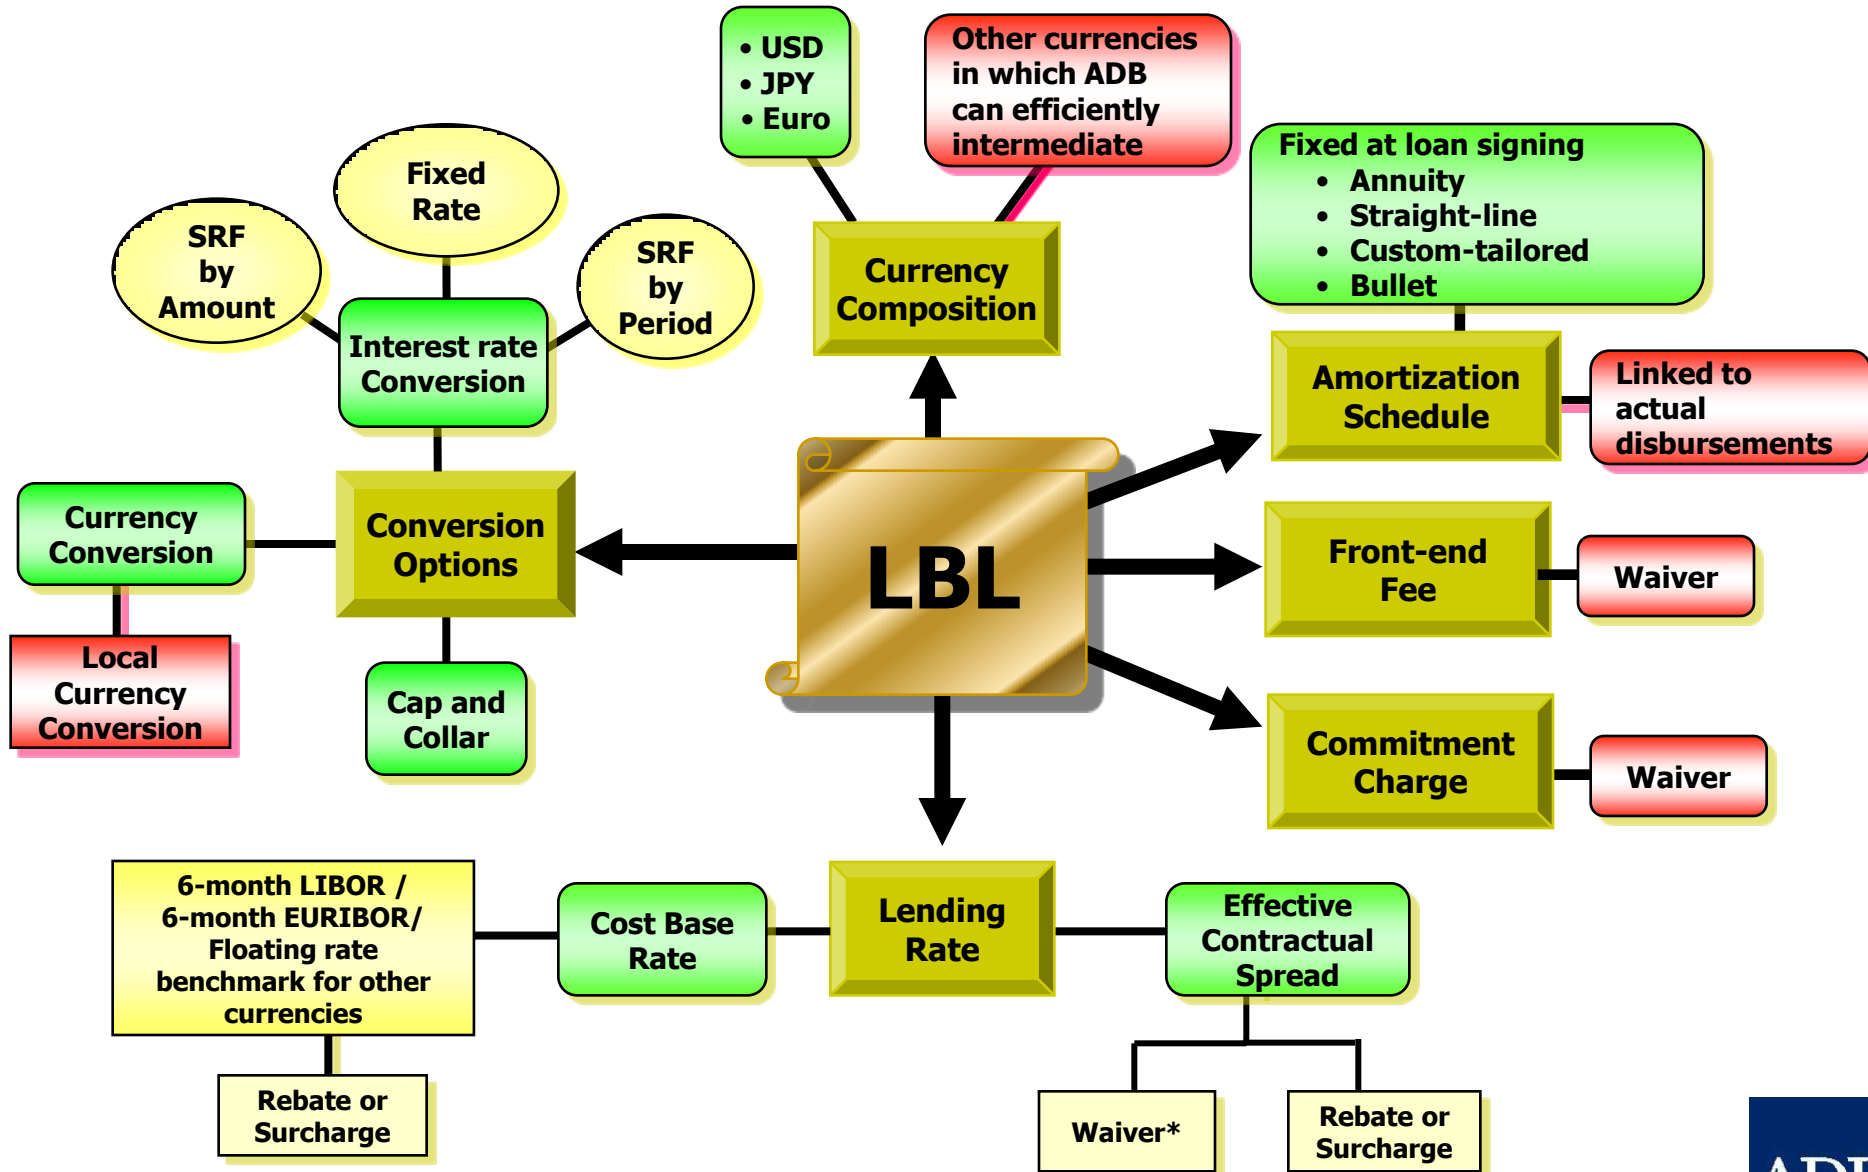 • USD
• JPY
• Euro
Other currencies
in which ADB
can efficiently
intermediate
Fixed at loan signing
• Annuity
• Straight-line
• Custom-tailored
• Bullet
Fixed
Rate
SRF
by
Amount
SRF
by
Period
Currency
Composition
Interest rate
Conversion
Amortization
Schedule
Linked to
actual
disbursements
Currency
Conversion
Conversion
Options
LBL
Front-end
Fee
Waiver
Local
Currency
Conversion
Cap and
Collar
Commitment
Charge
Waiver
6-month LIBOR /
6-month EURIBOR/
Floating rate
benchmark for other
currencies
Cost Base
Rate
Lending
Rate
Effective
Contractual
Spread
Rebate or
Surcharge
Waiver*
Rebate or
Surcharge